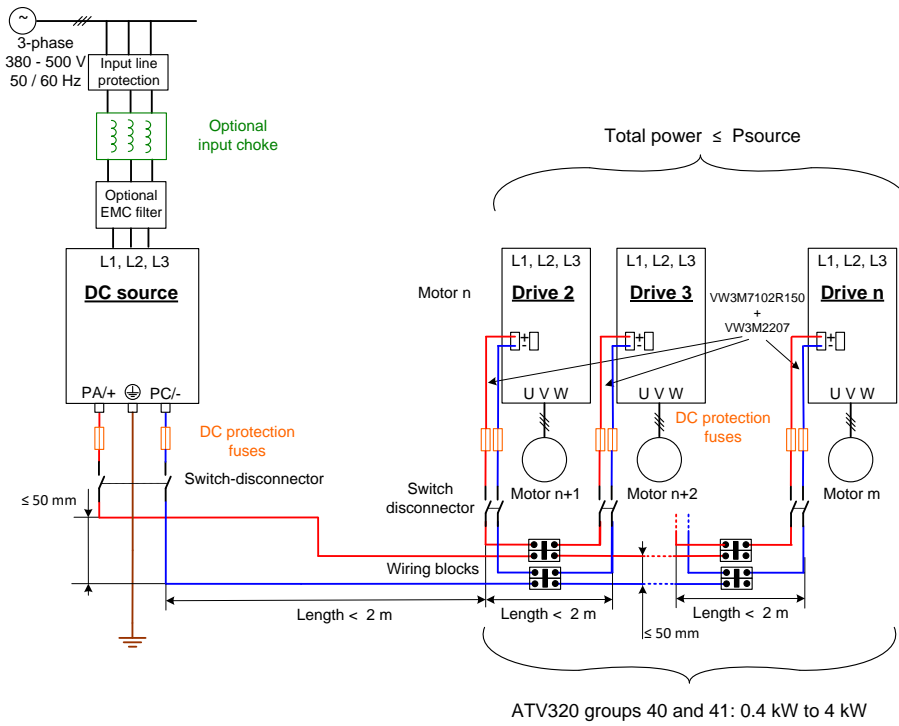 ~
3-phase
380 - 500 V
50 / 60 Hz
Input line
protection
Optional
input choke
Optional
EMC filter
L1, L2, L3
DC source
PA/+
PC/-
DC protection
fuses
Switch-disconnector
≤ 50 mm
Total power ≤ Psource
Motor n
L1, L2, L3
Drive 2
+
-
U V W
Motor n+1
L1, L2, L3
Drive 3
+
-
U V W
Motor n+2
L1, L2, L3
Drive n
+
-
U V W
Motor m
VW3M7102R150
+
VW3M2207
DC protection
fuses
Switch
disconnector
Wiring blocks
Length < 2 m
Length < 2 m
≤ 50 mm
Length < 2 m
ATV320 groups 40 and 41: 0.4 kW to 4 kW